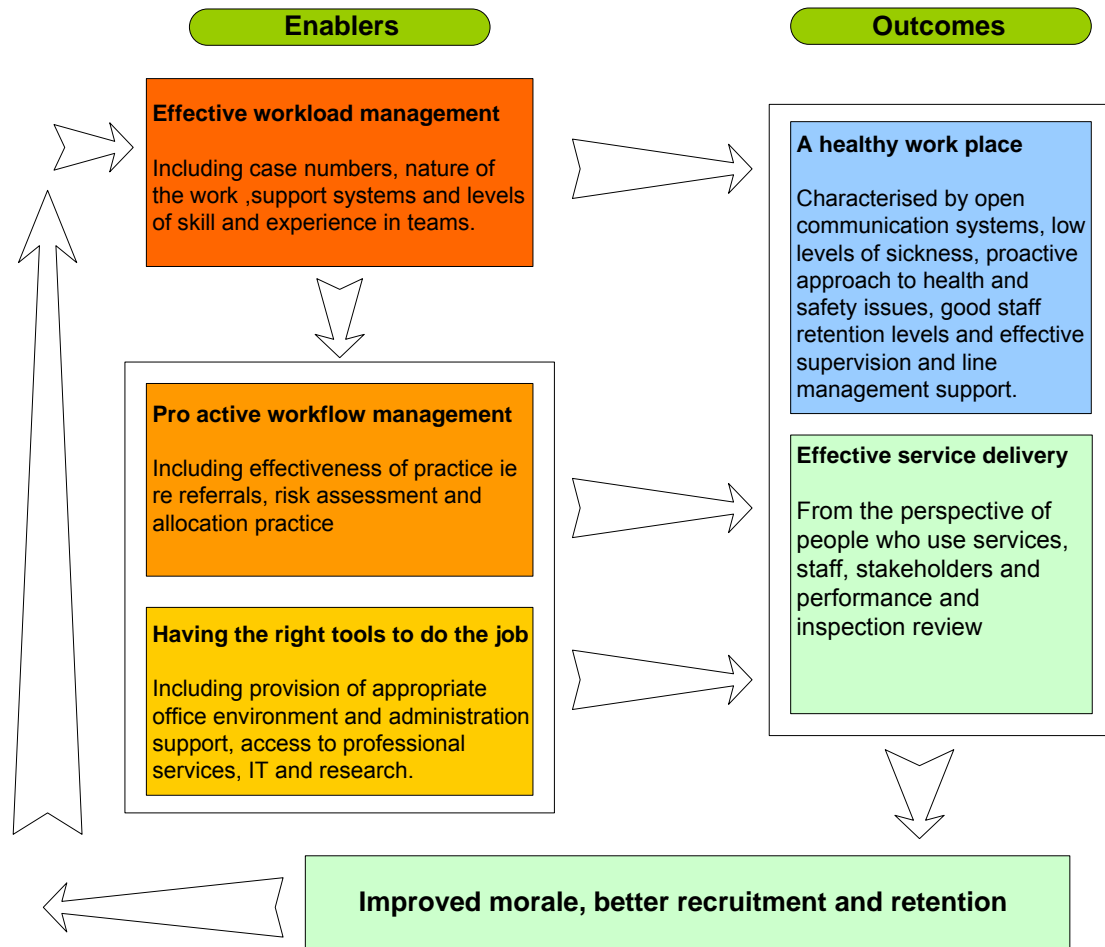 Enablers
Outcomes
Effective workload management
Including case numbers, nature of
the work ,support systems and levels
of skill and experience in teams.
Pro active workflow management
Including effectiveness of practice ie
re referrals, risk assessment and
allocation practice
Having the right tools to do the job
Including provision of appropriate
office environment and administration
support, access to professional
services, IT and research.
A healthy work place
Characterised by open
communication systems, low
levels of sickness, proactive
approach to health and
safety issues, good staff
retention levels and effective
supervision and line
management support.
Effective service delivery
From the perspective of
people who use services,
staff, stakeholders and
performance and
inspection review
Improved morale, better recruitment and retention